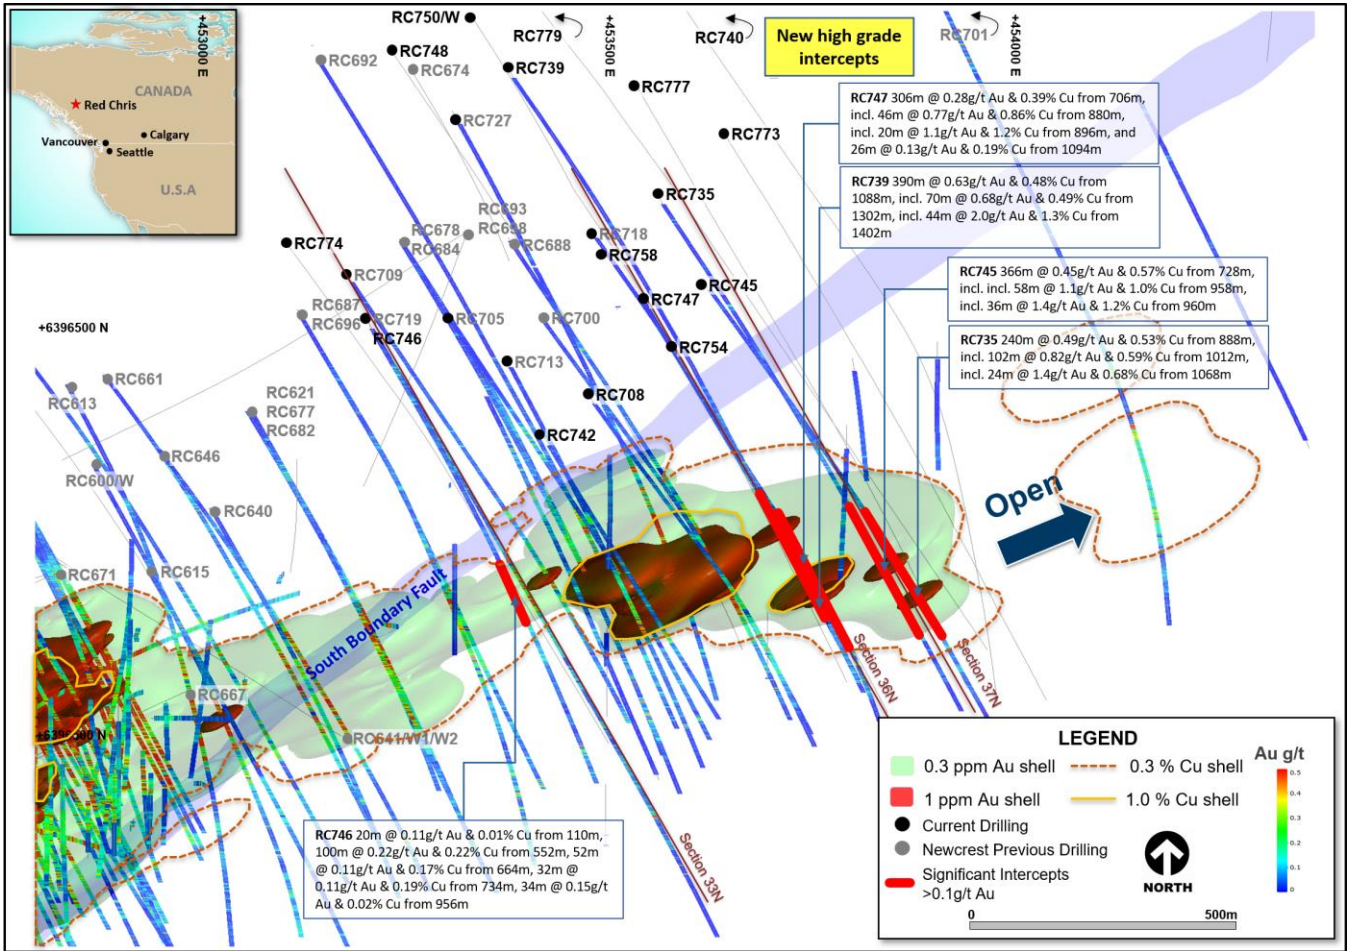 +453000 E
CANADA
Red Chris
Calgary
Vancouver
Seattle
U.S.A
RC750/W
RC779
+453500 E
RC740
New high grade
intercepts
RC701
+454000 E
RC748
RC692
RC674
RC739
RC777
RC727
RC773
RC747 306m @ 0.28g/t Au & 0.39% Cu from 706m,
incl. 46m @ 0.77g/t Au & 0.86% Cu from 880m,
incl. 20m @ 1.1g/t Au & 1.2% Cu from 896m, and
26m @ 0.13g/t Au & 0.19% Cu from 1094m
RC739 390m @ 0.63g/t Au & 0.48% Cu from
1088m, incl. 70m @ 0.68g/t Au & 0.49% Cu from
1302m, incl. 44m @ 2.0g/t Au & 1.3% Cu from
1402m
RC735
RC693
RC698
RC678
RC684
RC688
RC718
RC758
RC774
RC709
RC745
RC747
RC745 366m @ 0.45g/t Au & 0.57% Cu from 728m,
incl. incl. 58m @ 1.1g/t Au & 1.0% Cu from 958m,
incl. 36m @ 1.4g/t Au & 1.2% Cu from 960m
RC687
RC696
RC719
RC746
RC705
RC700
+6396500 N
RC754
RC735 240m @ 0.49g/t Au & 0.53% Cu from 888m,
incl. 102m @ 0.82g/t Au & 0.59% Cu from 1012m,
incl. 24m @ 1.4g/t Au & 0.68% Cu from 1068m
RC713
RC661
RC613
RC621
RC677
RC682
RC708
RC742
RC646
RC600/W
RC640
Open
RC671
RC615
South Boundary Fault
RC667
Section 36N
Section 37N
RC641/W1/W2
RC746 20m @ 0.11g/t Au & 0.01% Cu from 110m,
100m @ 0.22g/t Au & 0.22% Cu from 552m, 52m
@ 0.11g/t Au & 0.17% Cu from 664m, 32m @
0.11g/t Au & 0.19% Cu from 734m, 34m @ 0.15g/t
Au & 0.02% Cu from 956m
Section 33N
LEGEND
0.3 ppm Au shell
0.3 % Cu shell
1 ppm Au shell
1.0 % Cu shell
Current Drilling
Newcrest Previous Drilling
Significant Intercepts
>0.1g/t Au
NORTH
Au g/t
0.5
0.4
0.3
0.2
0.1
0
0
500m